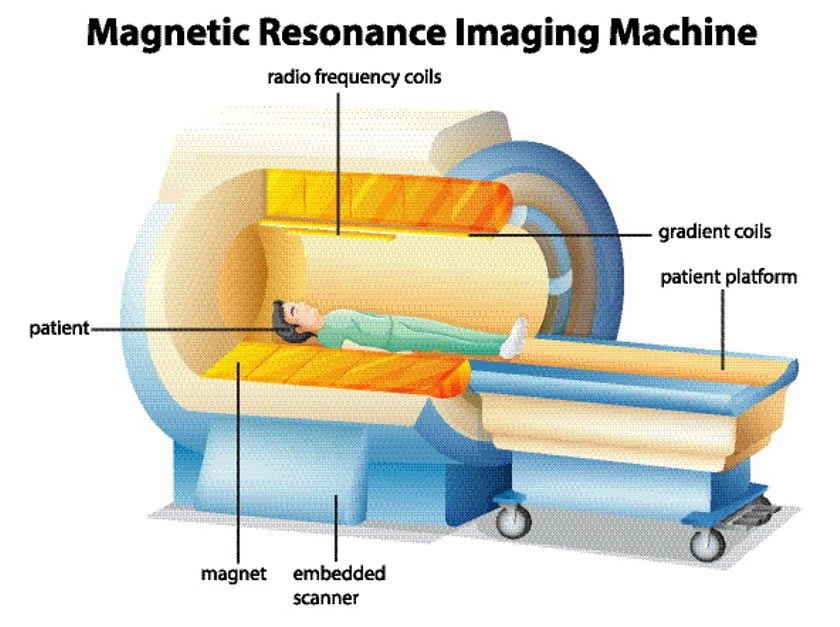 Magnetic Resonance Imaging Machine
radio frequency coils
gradient coils
patient platform
patient
magnet
embedded
scanner